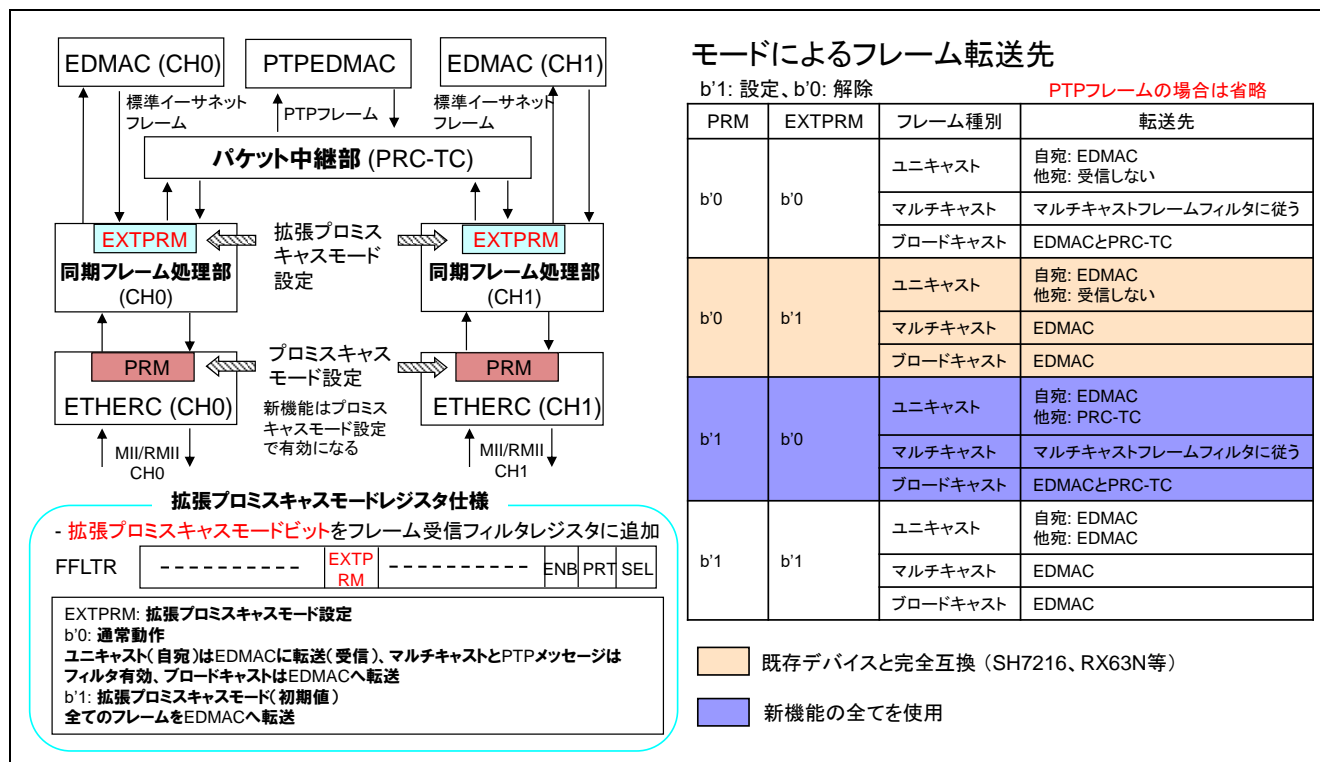 EDMAC (CH0)
PTPEDMAC
EDMAC (CH1)
標準イーサネット
フレーム
PTPフレーム
標準イーサネット
フレーム
パケット中継部 (PRC-TC)
EXTPRM
拡張プロミス
キャスモード
設定
EXTPRM
同期フレーム処理部
(CH0)
同期フレーム処理部
(CH1)
PRM
プロミスキャス
モード設定
PRM
ETHERC (CH0)
新機能はプロミス
キャスモード設定
で有効になる
ETHERC (CH1)
MII/RMII
CH0
MII/RMII
CH1
拡張プロミスキャスモードレジスタ仕様
- 拡張プロミスキャスモードビットをフレーム受信フィルタレジスタに追加
FFLTR
EXTP
RM
ENB PRT SEL
EXTPRM: 拡張プロミスキャスモード設定
b'0: 通常動作
ユニキャスト(自宛)はEDMACに転送(受信)、マルチキャストとPTPメッセージは
フィルタ有効、ブロードキャストはEDMACへ転送
b'1: 拡張プロミスキャスモード(初期値)
全てのフレームをEDMACへ転送
モードによるフレーム転送先
b'1: 設定、b'0: 解除
PTPフレームの場合は省略
PRM EXTPRM フレーム種別 転送先
b'0 b'0
ユニキャスト
自宛: EDMAC
他宛: 受信しない
マルチキャスト マルチキャストフレームフィルタに従う
ブロードキャスト EDMACとPRC-TC
b'0 b'1
ユニキャスト
自宛: EDMAC
他宛: 受信しない
マルチキャスト EDMAC
ブロードキャスト EDMAC
b'1 b'0
ユニキャスト
自宛: EDMAC
他宛: PRC-TC
マルチキャスト マルチキャストフレームフィルタに従う
ブロードキャスト EDMACとPRC-TC
b'1 b'1
ユニキャスト
自宛: EDMAC
他宛: EDMAC
マルチキャスト EDMAC
ブロードキャスト EDMAC
既存デバイスと完全互換 (SH7216、RX63N等)
新機能の全てを使用